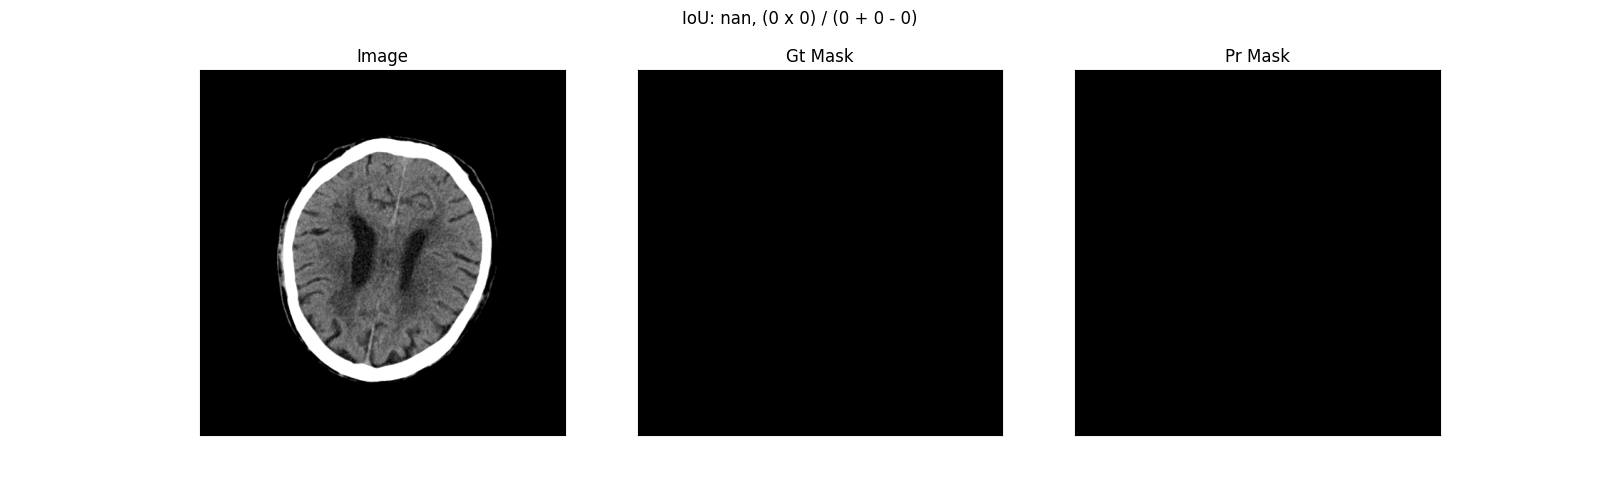 IoU: nan, (0 x 0) / (0 + 0 - 0)
Image
Gt Mask
Pr Mask